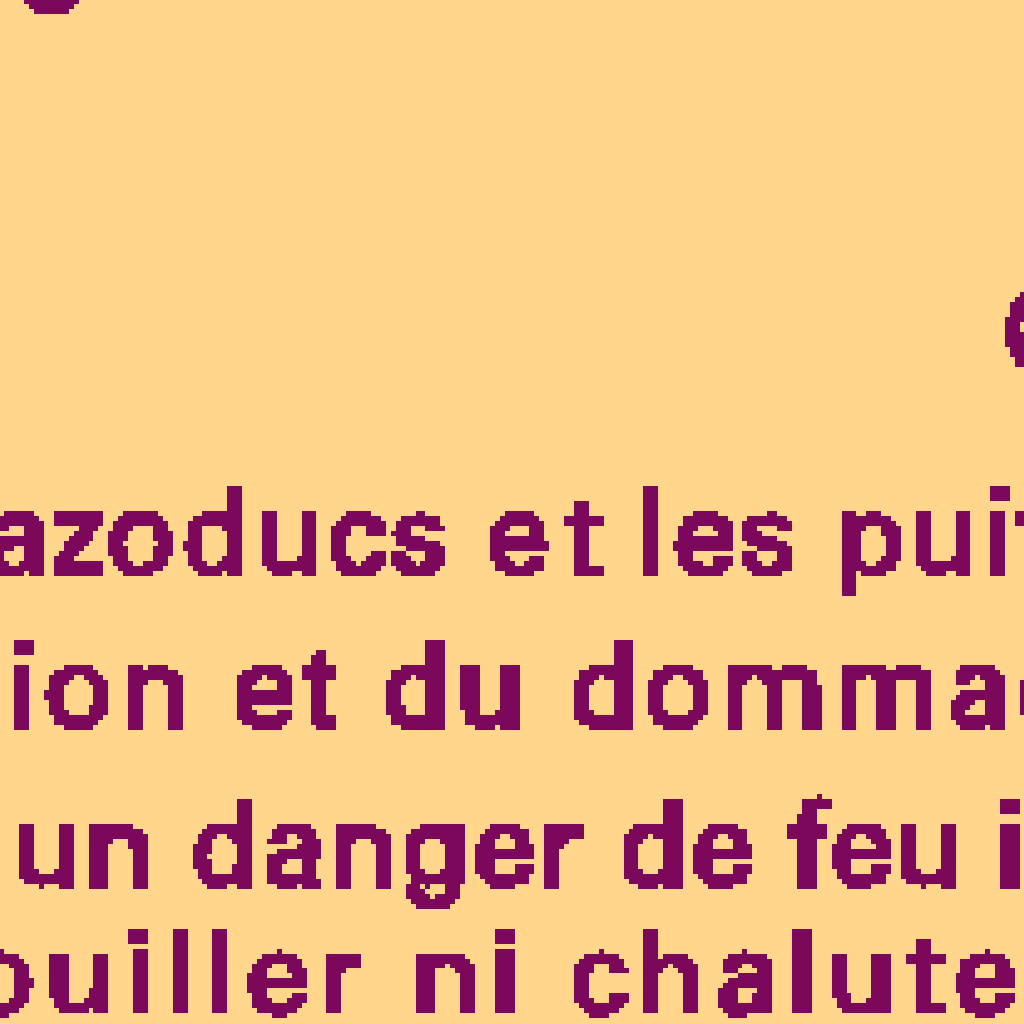 azoducs et les puit
ion et du domma
un danger de feu i
ouiller ni chalute